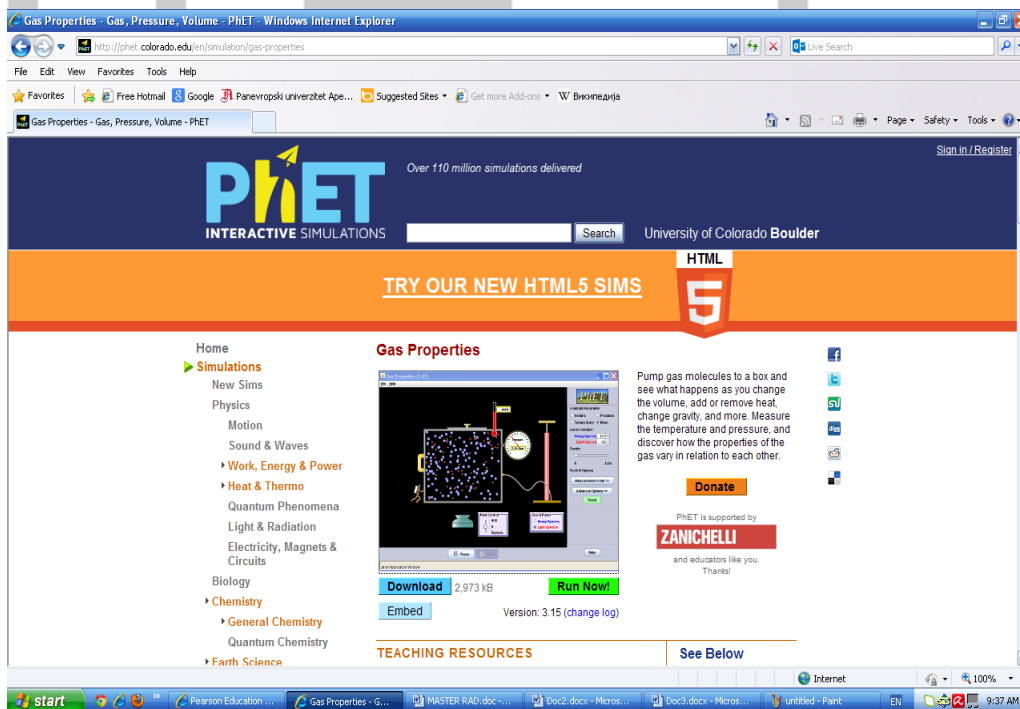 Gas Properties - Gas, Pressure, Volume - PhET - Windows Internet Explorer
http://phet.colorado.edu/en/simulation/gas-properties
Live Search
File Edit View Favorites Tools Help
Favorites Free Hotmail Google Panevropski univerzitet Ape... Suggested Sites Get more Add-ons W Википедија
Gas Properties - Gas, Pressure, Volume - PhET
Page Safety Tools
Sign in / Register
Over 110 million simulations delivered
PhET
INTERACTIVE SIMULATIONS
Search
University of Colorado Boulder
TRY OUR NEW HTML5 SIMS
HTML
5
Home
Simulations
New Sims
Physics
Motion
Sound & Waves
Work, Energy & Power
Heat & Thermo
Quantum Phenomena
Light & Radiation
Electricity, Magnets &
Circuits
Biology
Chemistry
General Chemistry
Quantum Chemistry
Earth Science
Gas Properties
PhET
Pause
Help
Download 2,973 kB Run Now!
Embed Version: 3.15 (change log)
TEACHING RESOURCES
See Below
Pump gas molecules to a box and
see what happens as you change
the volume, add or remove heat,
change gravity, and more. Measure
the temperature and pressure, and
discover how the properties of the
gas vary in relation to each other.
Donate
PhET is supported by
ZANICHELLI
and educators like you.
Thanks!
digg
Internet 100%
start Pearson Education ... Gas Properties - G... MASTER RAD.doc -... Doc2.docx - Micros... Doc3.docx - Micros... untitled - Paint EN 9:37 AM